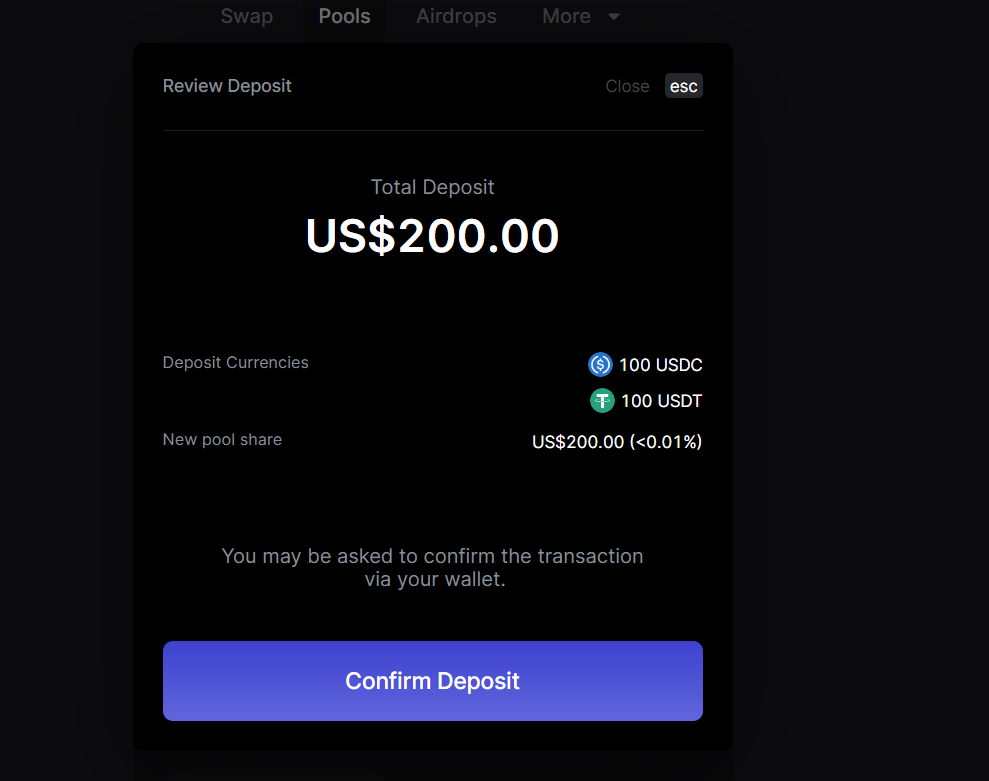 Swap Pools Airdrops More
Review Deposit Close esc
Total Deposit
US$200.00
Deposit Currencies 100 USDC
100 USDT
New pool share US$200.00 (<0.01%)
You may be asked to confirm the transaction
via your wallet.
Confirm Deposit